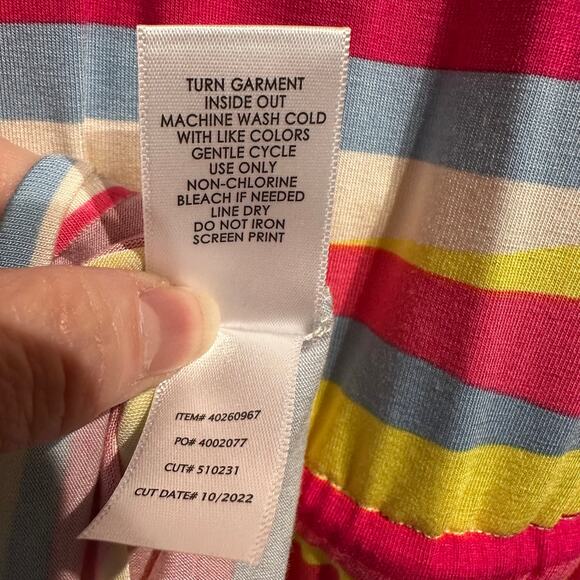 TURN GARMENT
INSIDE OUT
MACHINE WASH COLD
WITH LIKE COLORS
GENTLE CYCLE
USE ONLY
NON-CHLORINE
BLEACH IF NEEDED
LINE DRY
DO NOT IRON
SCREEN PRINT
ITEM# 40260967
PO# 4002077
CUT# 510231
CUT DATE# 10/2022